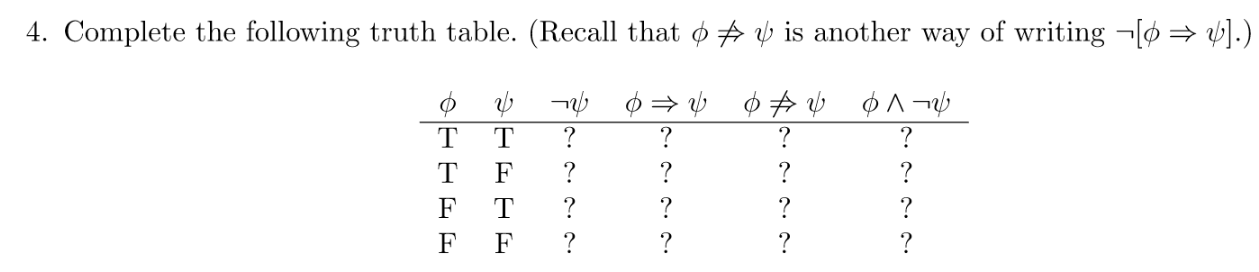 4. Complete the following truth table. (Recall that ϕ ⇏ ψ is another way of writing ¬[ϕ ⇒ ψ].)
ϕ ψ ¬ψ ϕ ⇒ ψ ϕ ⇏ ψ ϕ ∧ ¬ψ
T T ? ? ? ?
T F ? ? ? ?
F T ? ? ? ?
F F ? ? ? ?